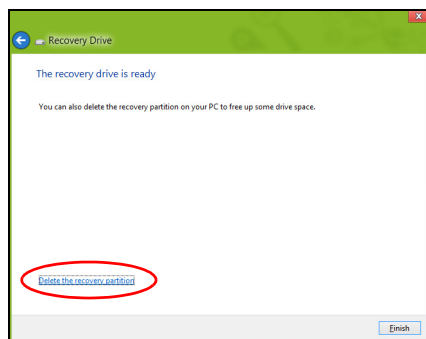 Recovery Drive
The recovery drive is ready
You can also delete the recovery partition on your PC to free up some drive space.
Delete the recovery partition
Finish